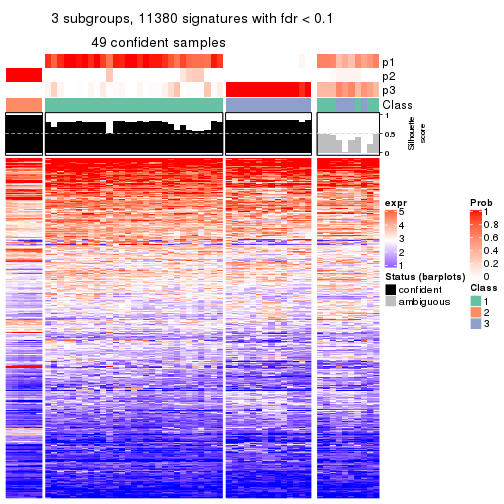 3 subgroups, 11380 signatures with fdr < 0.1
49 confident samples
p1
p2
p3
Class
1
0.5
0
Silhouette
score
expr
5
4
3
2
1
Status (barplots)
confident
ambiguous
Prob
1
0.8
0.6
0.4
0.2
0
Class
1
2
3